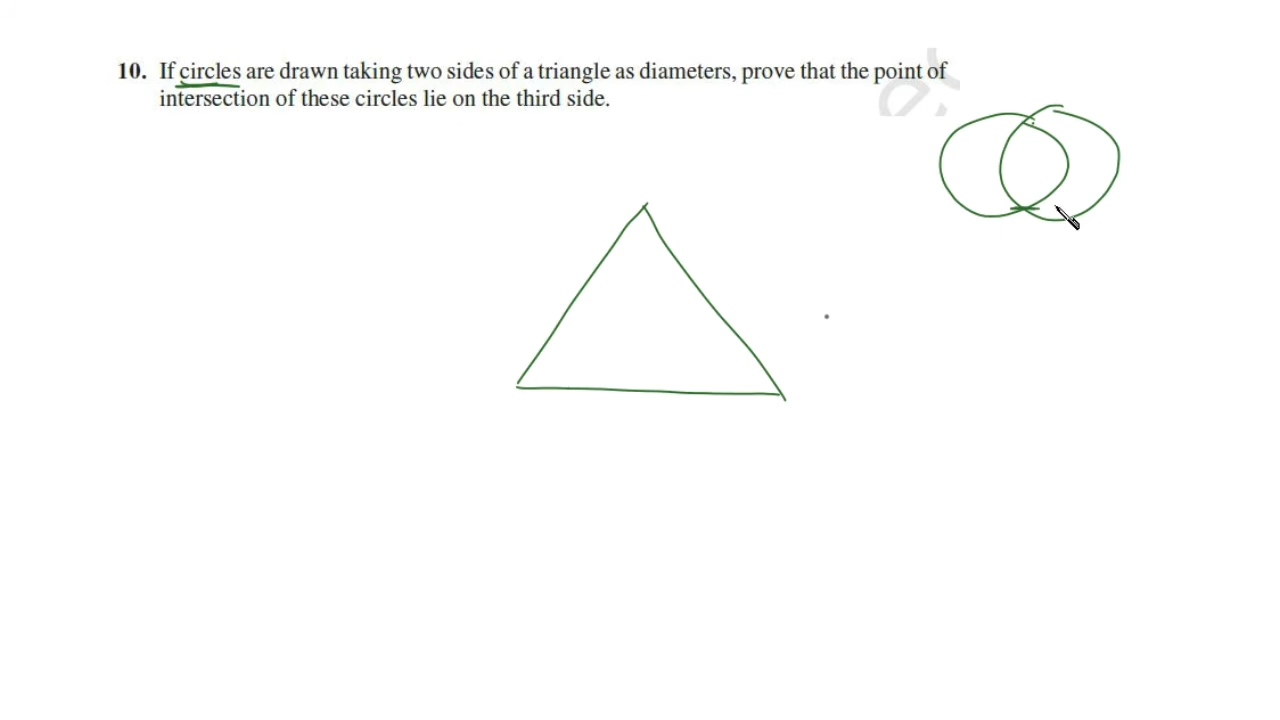 10. If circles are drawn taking two sides of a triangle as diameters, prove that the point of
intersection of these circles lie on the third side.